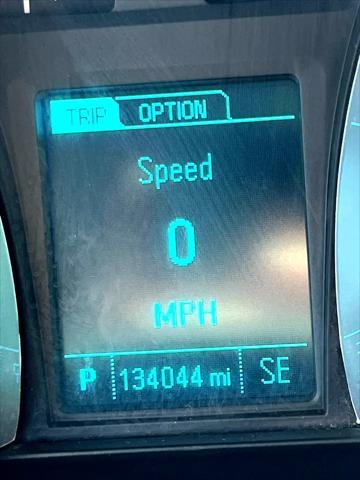 TRIP OPTION
Speed
0
MPH
P 134044 mi SE